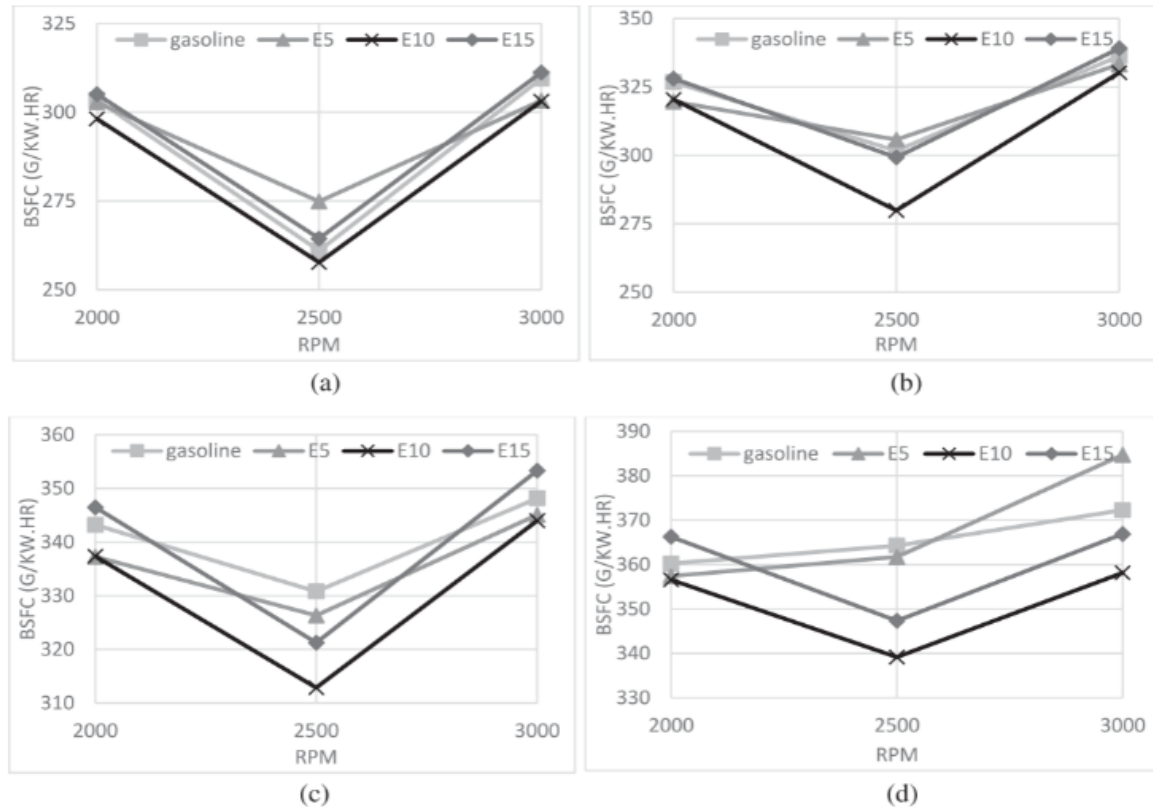 325
gasoline E5 E10 E15
300
275
250
BSFC (G/KW.HR)
2000 2500 3000
RPM
(a)
350
gasoline E5 E10 E15
325
300
275
250
BSFC (G/KW.HR)
2000 2500 3000
RPM
(b)
360
gasoline E5 E10 E15
350
340
330
320
310
BSFC (G/KW.HR)
2000 2500 3000
RPM
(c)
390
gasoline E5 E10 E15
380
370
360
350
340
330
BSFC (G/KW.HR)
2000 2500 3000
RPM
(d)